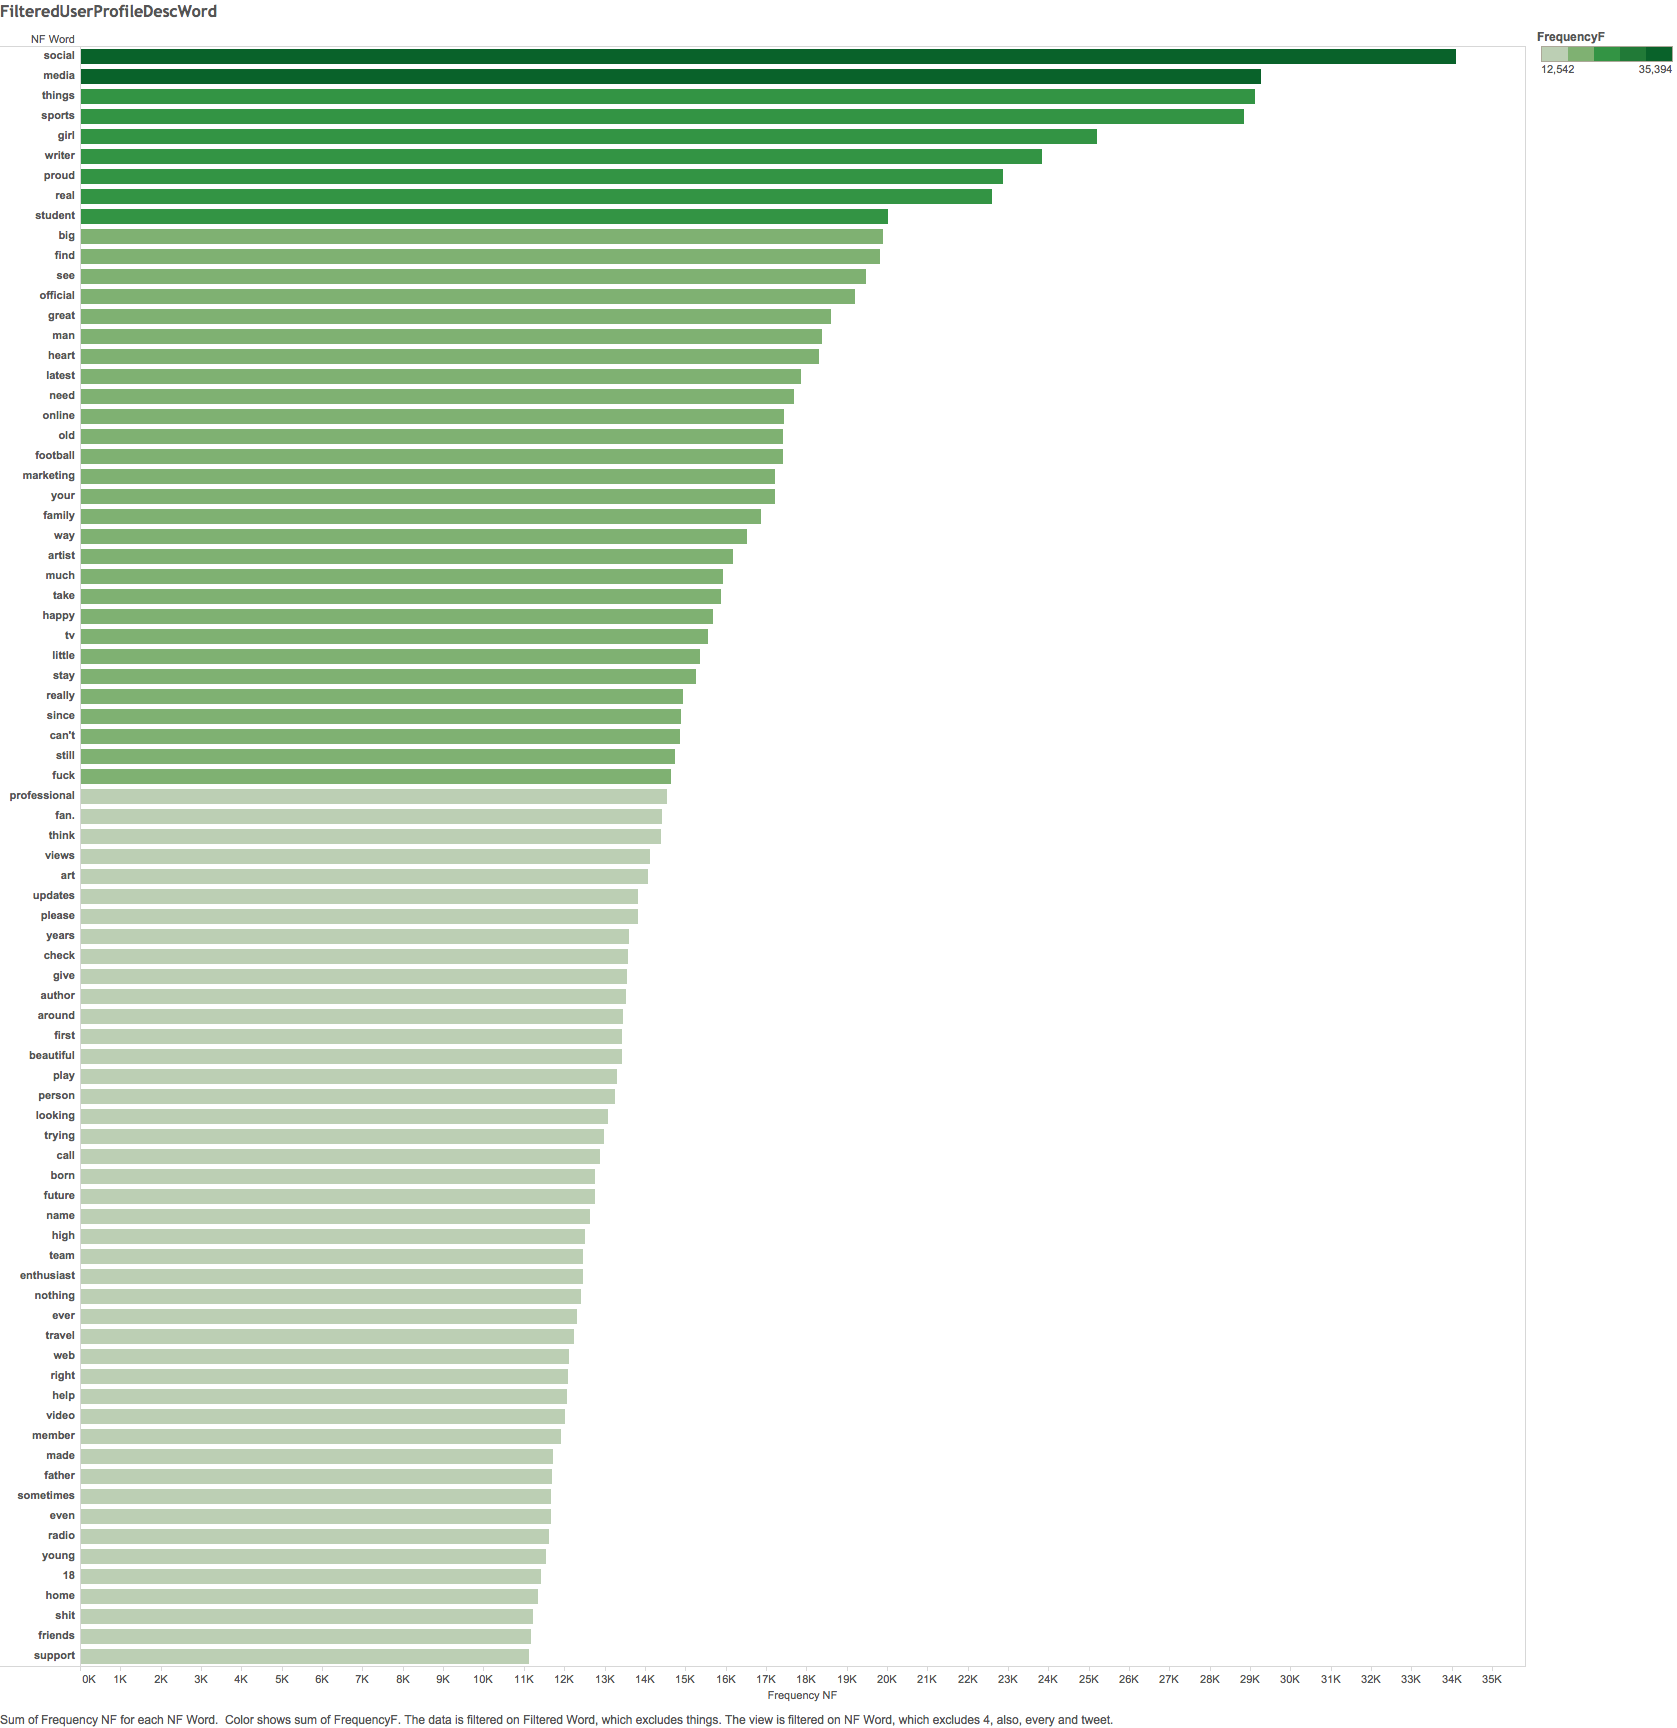 FilteredUserProfileDescWord
NF Word
social
media
things
sports
girl
writer
proud
real
student
big
find
see
official
great
man
heart
latest
need
online
old
football
marketing
your
family
way
artist
much
take
happy
tv
little
stay
really
since
can't
still
fuck
professional
fan.
think
views
art
updates
please
years
check
give
author
around
first
beautiful
play
person
looking
trying
call
born
future
name
high
team
enthusiast
nothing
ever
travel
web
right
help
video
member
made
father
sometimes
even
radio
young
18
home
shit
friends
support
0K 1K 2K 3K 4K 5K 6K 7K 8K 9K 10K 11K 12K 13K 14K 15K 16K 17K 18K 19K 20K 21K 22K 23K 24K 25K 26K 27K 28K 29K 30K 31K 32K 33K 34K 35K
Frequency NF
FrequencyF
12,542 35,394
Sum of Frequency NF for each NF Word.  Color shows sum of FrequencyF. The data is filtered on Filtered Word, which excludes things. The view is filtered on NF Word, which excludes 4, also, every and tweet.